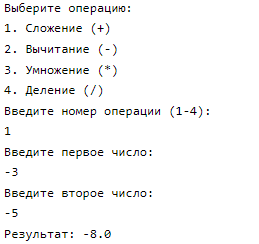 Выберите операцию:
1. Сложение (+)
2. Вычитание (-)
3. Умножение (*)
4. Деление (/)
Введите номер операции (1-4):
1
Введите первое число:
-3
Введите второе число:
-5
Результат: -8.0